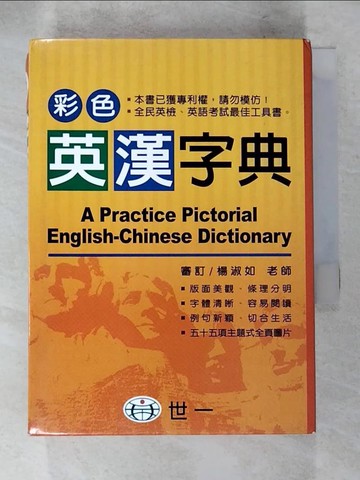 彩色
▪本書已獲專利權，請勿模仿！
▪全民英檢、英語考試最佳工具書。
英漢字典
A Practice Pictorial
English-Chinese Dictionary
審訂/楊淑如 老師
▪版面美觀．條理分明
▪字體清晰．容易閱讀
▪例句新穎．切合生活
▪五十五項主題式全頁圖片
世一